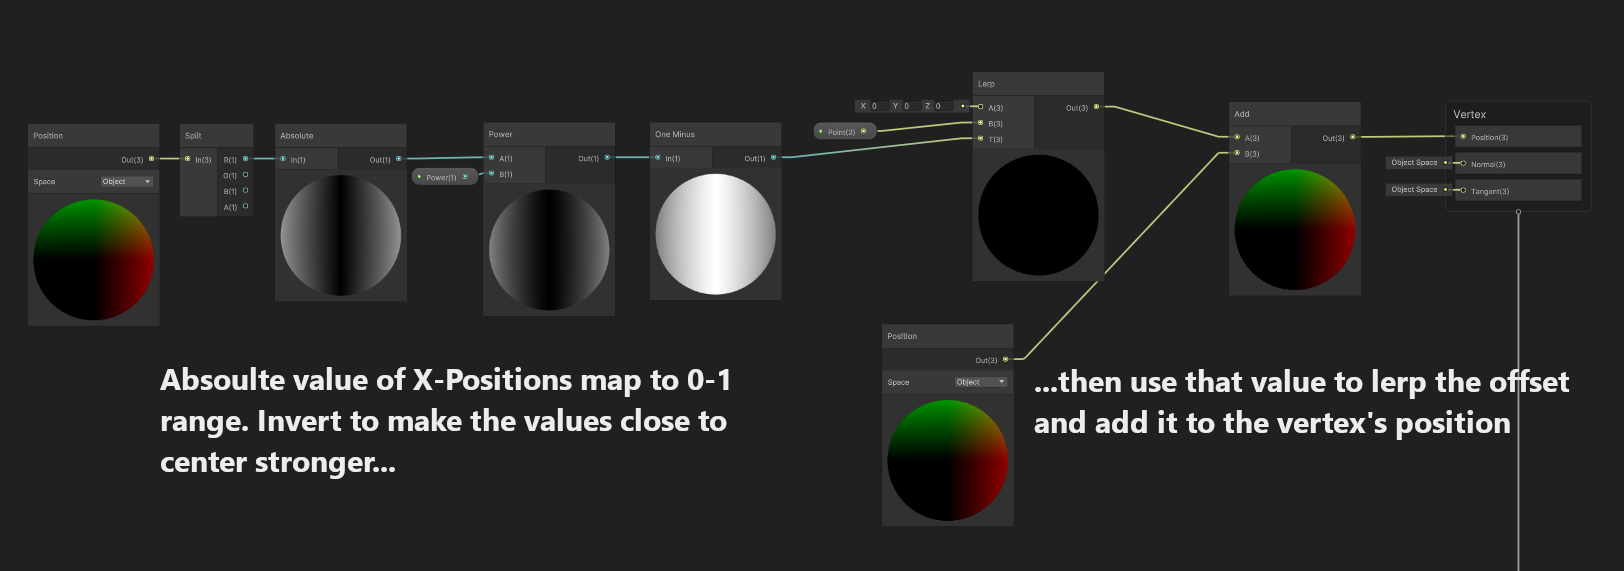 Position
Out(3)
Space
Object
Split
In(3)
R(1)
G(1)
B(1)
A(1)
Absolute
In(1)
Out(1)
Power(1)
Power
A(1)
Out(1)
B(1)
One Minus
In(1)
Out(1)
X 0 Y 0 Z 0
Point(3)
Lerp
A(3)
Out(3)
B(3)
T(3)
Position
Out(3)
Space
Object
Add
A(3)
Out(3)
B(3)
Vertex
Position(3)
Object Space
Normal(3)
Object Space
Tangent(3)
Absoulte value of X-Positions map to 0-1
range. Invert to make the values close to
center stronger...
...then use that value to lerp the offset
and add it to the vertex's position